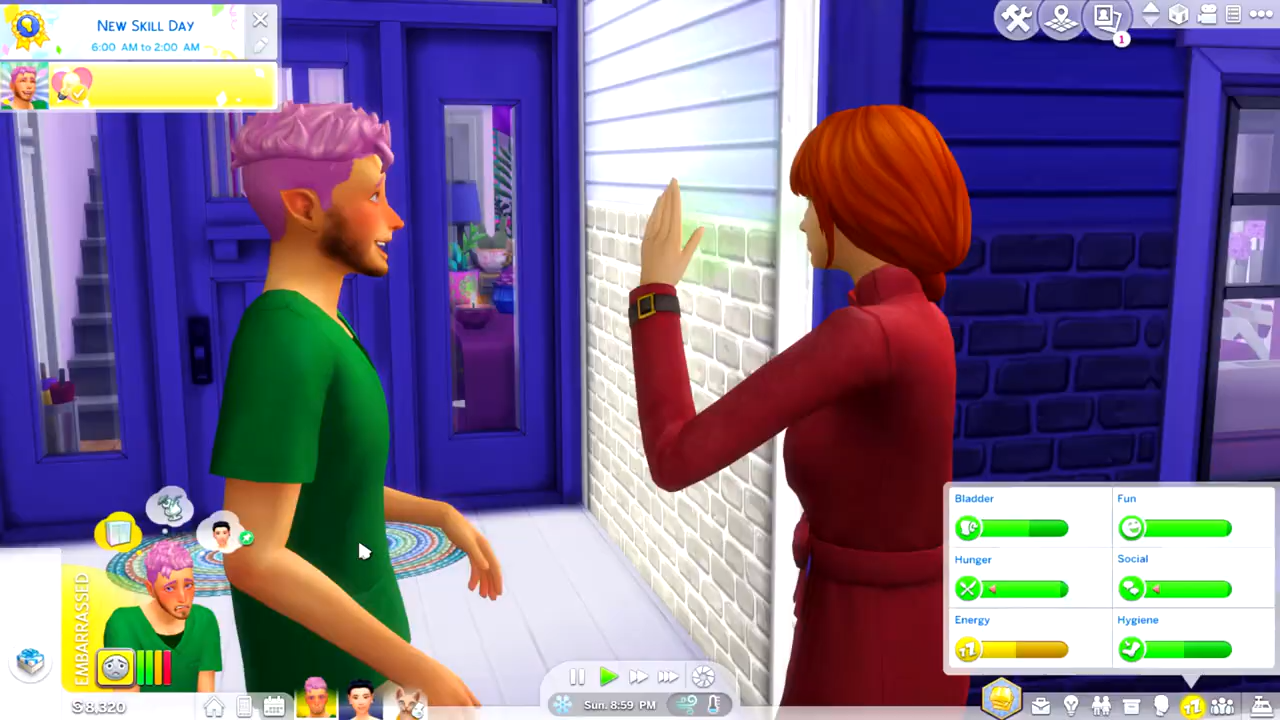 NEW SKILL DAY
6:00 AM to 2:00 AM
1
Bladder
Fun
Hunger
Social
Energy
Hygiene
EMBARRASSED
§8,320
Sun. 8:59 PM